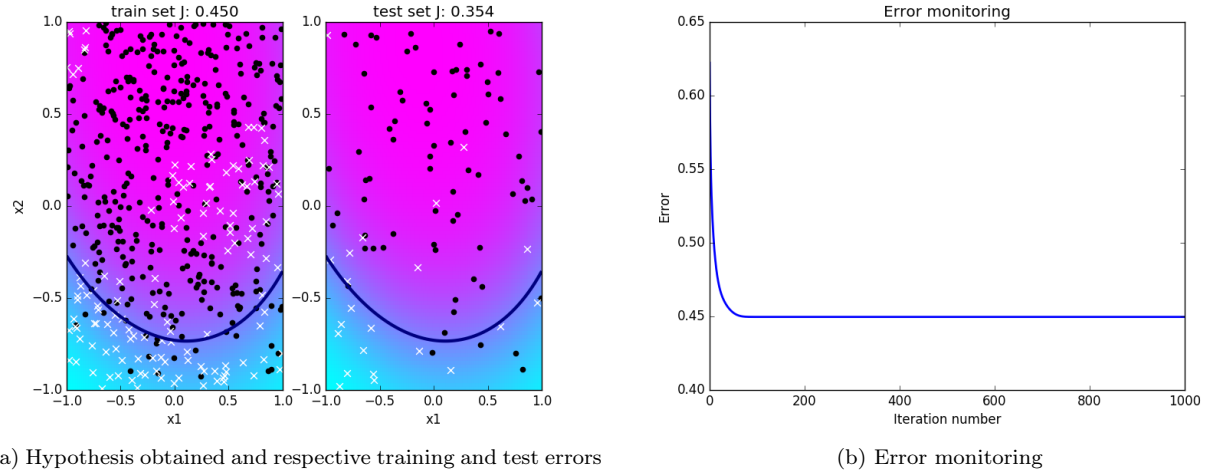 train set J: 0.450
test set J: 0.354
Error monitoring
1.0
0.5
0.0
−0.5
−1.0
x2
−1.0 −0.5 0.0 0.5 1.0
x1
1.0
0.5
0.0
−0.5
−1.0
−1.0 −0.5 0.0 0.5 1.0
x1
0.65
0.60
0.55
0.50
0.45
0.40
Error
0 200 400 600 800 1000
Iteration number
a) Hypothesis obtained and respective training and test errors
(b) Error monitoring